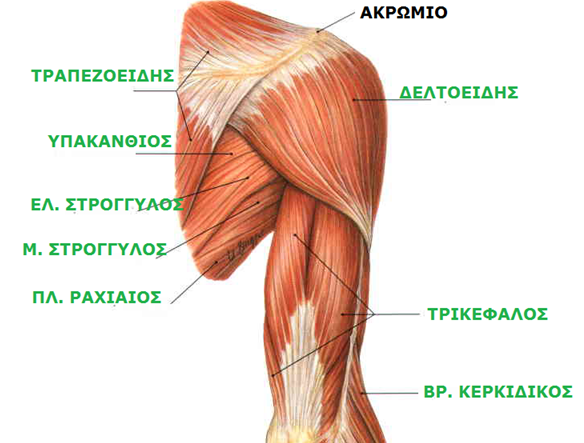 ΑΚΡΩΜΙΟ
ΤΡΑΠΕΖΟΕΙΔΗΣ
ΔΕΛΤΟΕΙΔΗΣ
ΥΠΑΚΑΝΘΙΟΣ
ΕΛ. ΣΤΡΟΓΓΥΛΟΣ
Μ. ΣΤΡΟΓΓΥΛΟΣ
ΠΛ. ΡΑΧΙΑΙΟΣ
ΤΡΙΚΕΦΑΛΟΣ
ΒΡ. ΚΕΡΚΙΔΙΚΟΣ